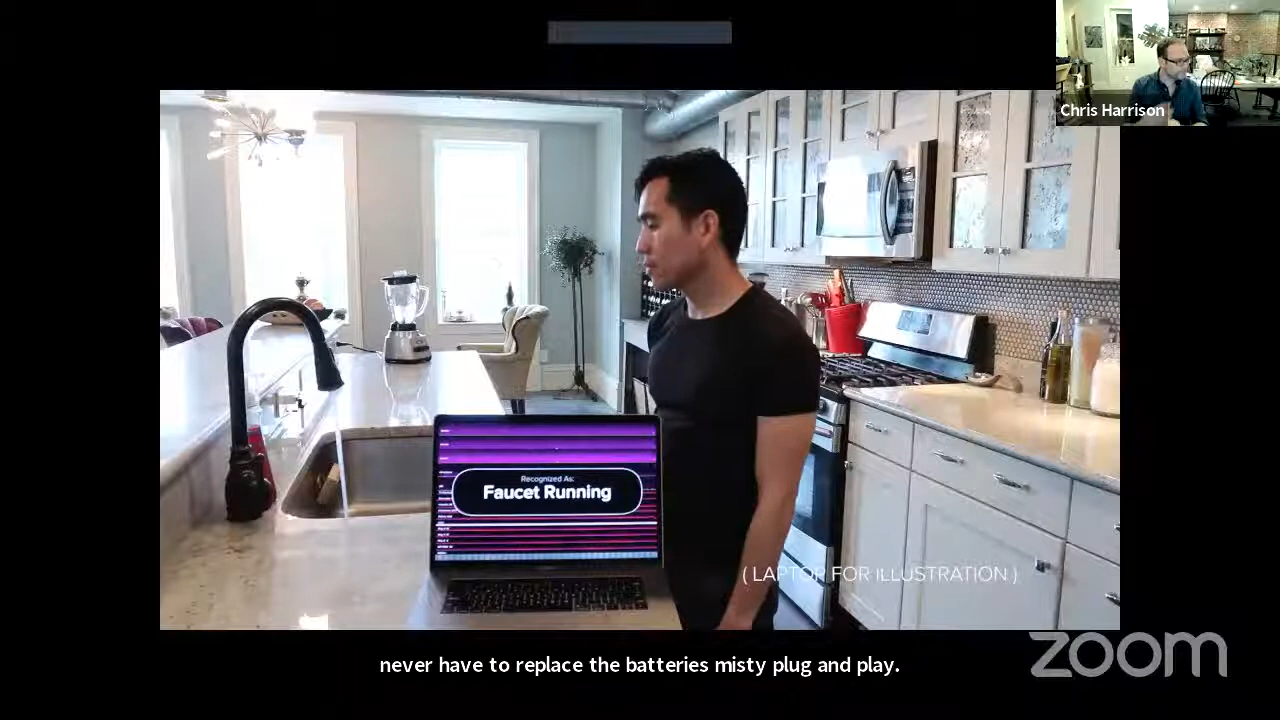 Chris Harrison
Recognized As:
Faucet Running
( LAPTOP FOR ILLUSTRATION )
never have to replace the batteries misty plug and play.
zoom